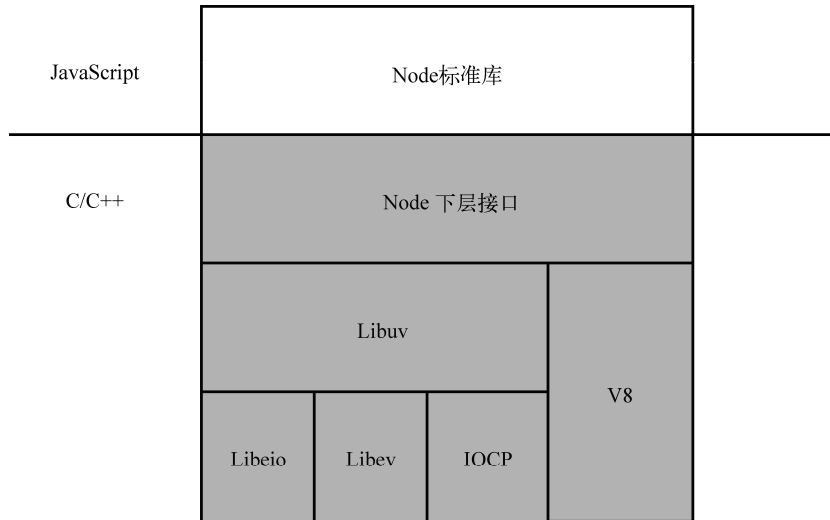 JavaScript
Node标准库
C/C++
Node 下层接口
Libuv
V8
Libeio
Libev
IOCP